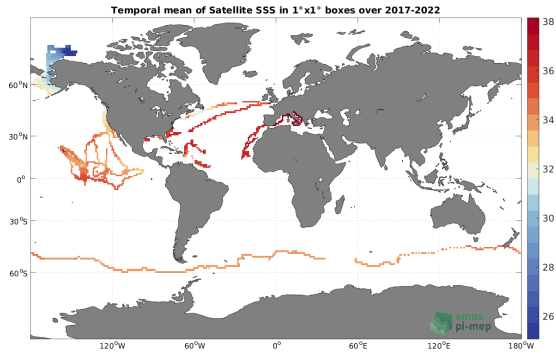 Temporal mean of Satellite SSS in 1°x1° boxes over 2017-2022
60°N
30°N
0°
30°S
60°S
120°W
60°W
0°
60°E
120°E
180°W
38
36
34
32
30
28
26
smos
pi-mep